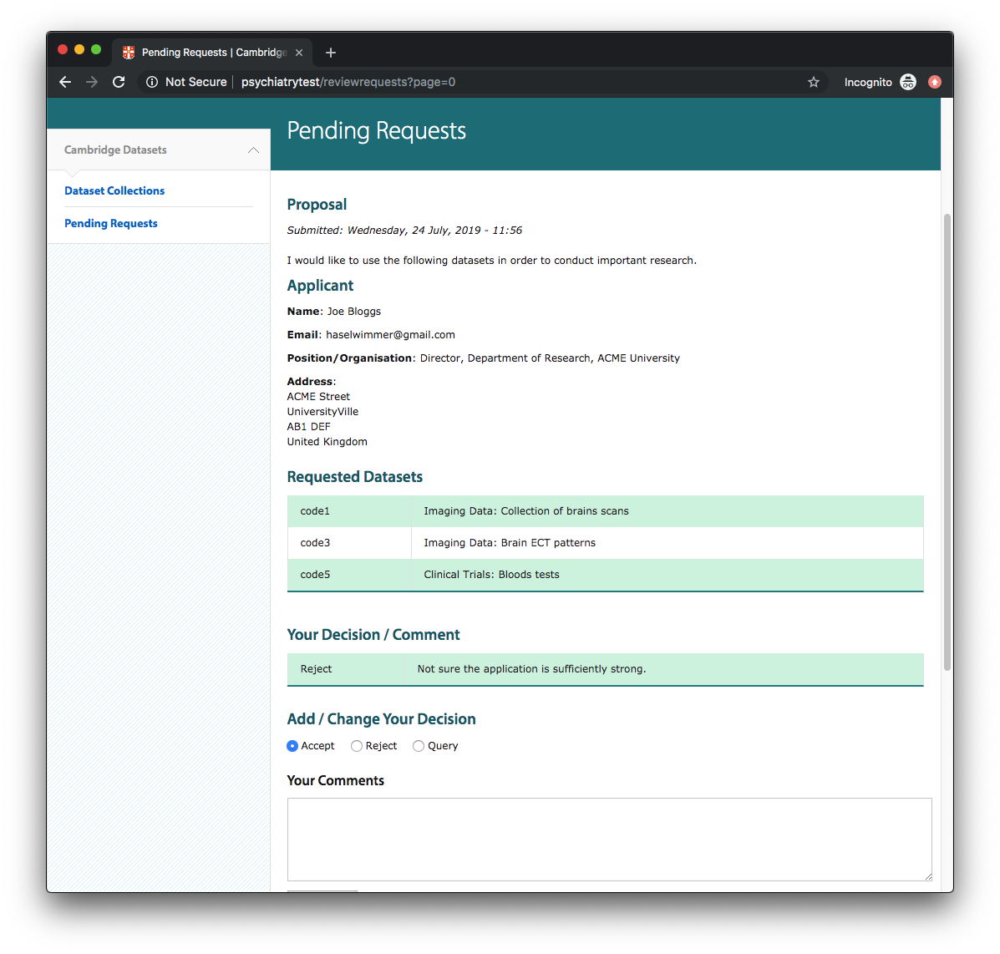 Pending Requests | Cambridge
Not Secure psychiatrytest/reviewrequests?page=0 Incognito
Pending Requests
Cambridge Datasets
Dataset Collections
Pending Requests
Proposal
Submitted: Wednesday, 24 July, 2019 - 11:56
I would like to use the following datasets in order to conduct important research.
Applicant
Name: Joe Bloggs
Email: haselwimmer@gmail.com
Position/Organisation: Director, Department of Research, ACME University
Address:
ACME Street
UniversityVille
AB1 DEF
United Kingdom
Requested Datasets
code1 Imaging Data: Collection of brains scans
code3 Imaging Data: Brain ECT patterns
code5 Clinical Trials: Bloods tests
Your Decision / Comment
Reject Not sure the application is sufficiently strong.
Add / Change Your Decision
Accept Reject Query
Your Comments